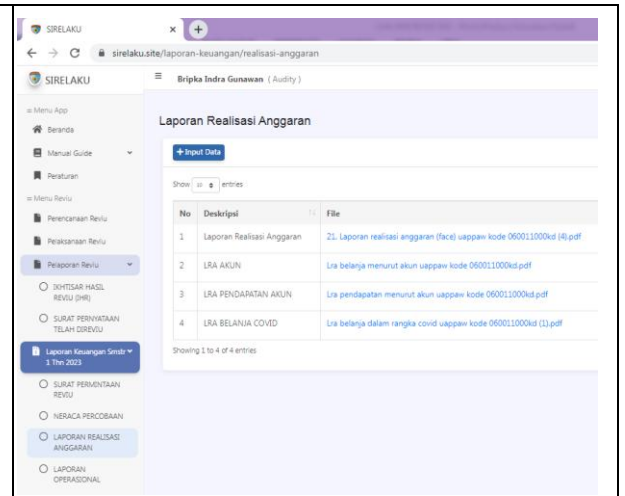 SIRELAKU
sirelaku.site/laporan-keuangan/realisasi-anggaran
SIRELAKU
Bripka Indra Gunawan ( Audity )
Menu App
Beranda
Manual Guide
Peraturan
Menu Reviu
Perencanaan Reviu
Pelaksanaan Reviu
Pelaporan Reviu
IKHTISAR HASIL
REVIU (IHR)
SURAT PERNYATAAN
TELAH DIREVIU
Laporan Keuangan Smstr
1 Thn 2023
SURAT PERMINTAAN
REVIU
NERACA PERCOBAAN
LAPORAN REALISASI
ANGGARAN
LAPORAN
OPERASIONAL
Laporan Realisasi Anggaran
+Input Data
Show 10 entries
No Deskripsi File
1 Laporan Realisasi Anggaran 21. Laporan realisasi anggaran (face) uappaw kode 060011000kd (4).pdf
2 LRA AKUN Lra belanja menurut akun uappaw kode 060011000kd.pdf
3 LRA PENDAPATAN AKUN Lra pendapatan menurut akun uappaw kode 060011000kd.pdf
4 LRA BELANJA COVID Lra belanja dalam rangka covid uappaw kode 060011000kd (1).pdf
Showing 1 to 4 of 4 entries